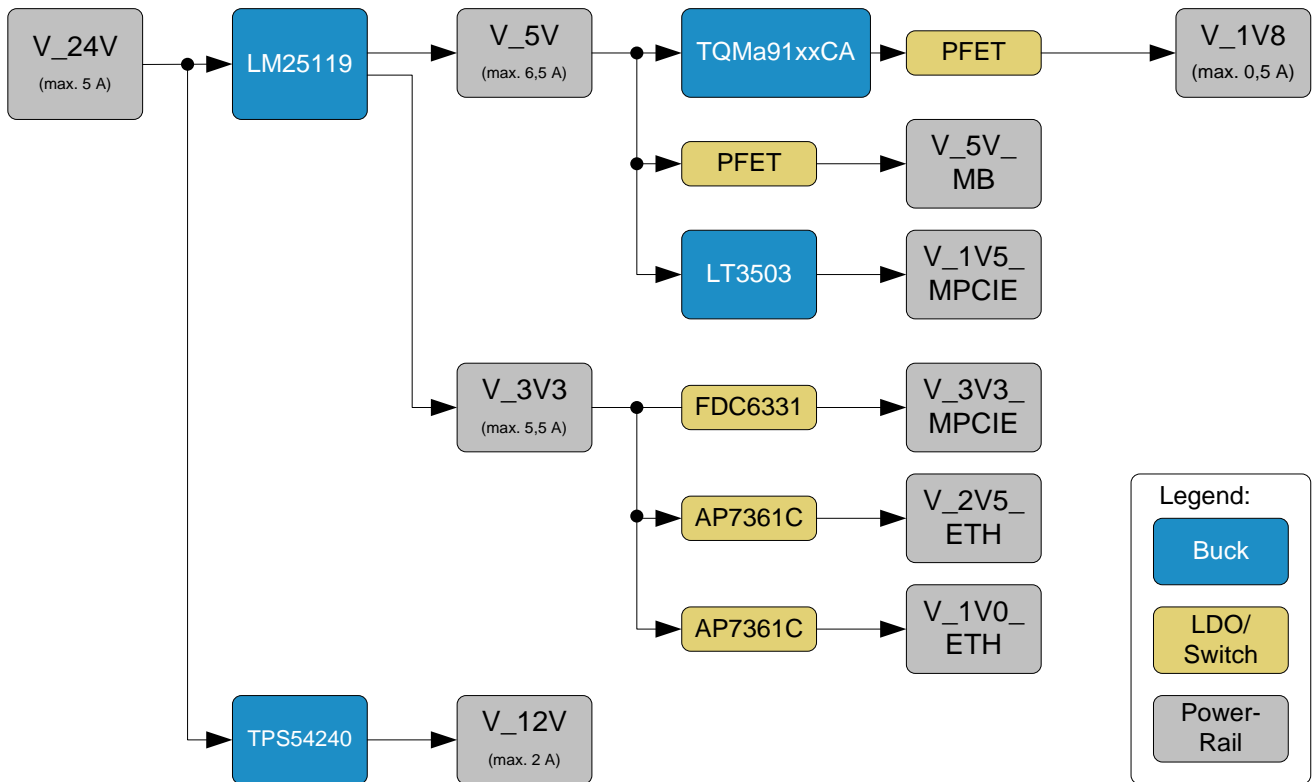 V_24V
(max. 5 A)
LM25119
V_5V
(max. 6,5 A)
TQMa91xxCA
PFET
V_1V8
(max. 0,5 A)
PFET
V_5V_
MB
LT3503
V_1V5_
MPCIE
V_3V3
(max. 5,5 A)
FDC6331
V_3V3_
MPCIE
AP7361C
V_2V5_
ETH
AP7361C
V_1V0_
ETH
TPS54240
V_12V
(max. 2 A)
Legend:
Buck
LDO/
Switch
Power-
Rail